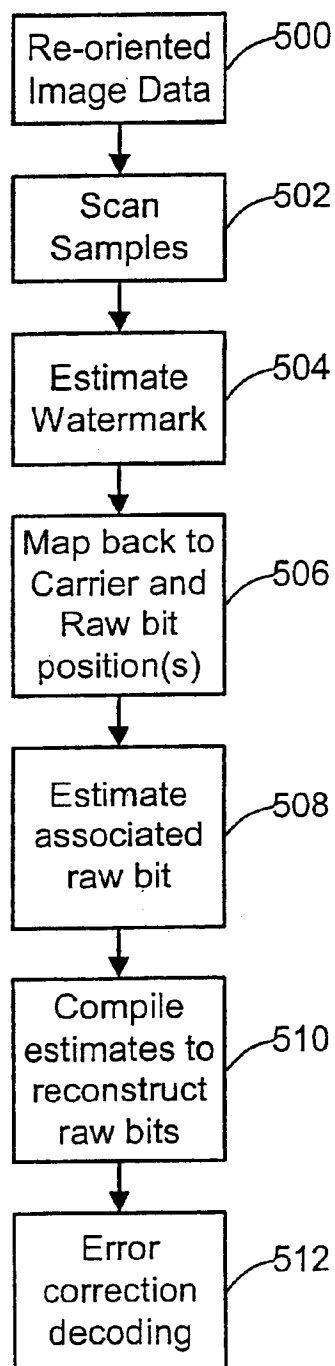 Re-oriented
Image Data
500
Scan
Samples
502
Estimate
Watermark
504
Map back to
Carrier and
Raw bit
position(s)
506
Estimate
associated
raw bit
508
Compile
estimates to
reconstruct
raw bits
510
Error
correction
decoding
512